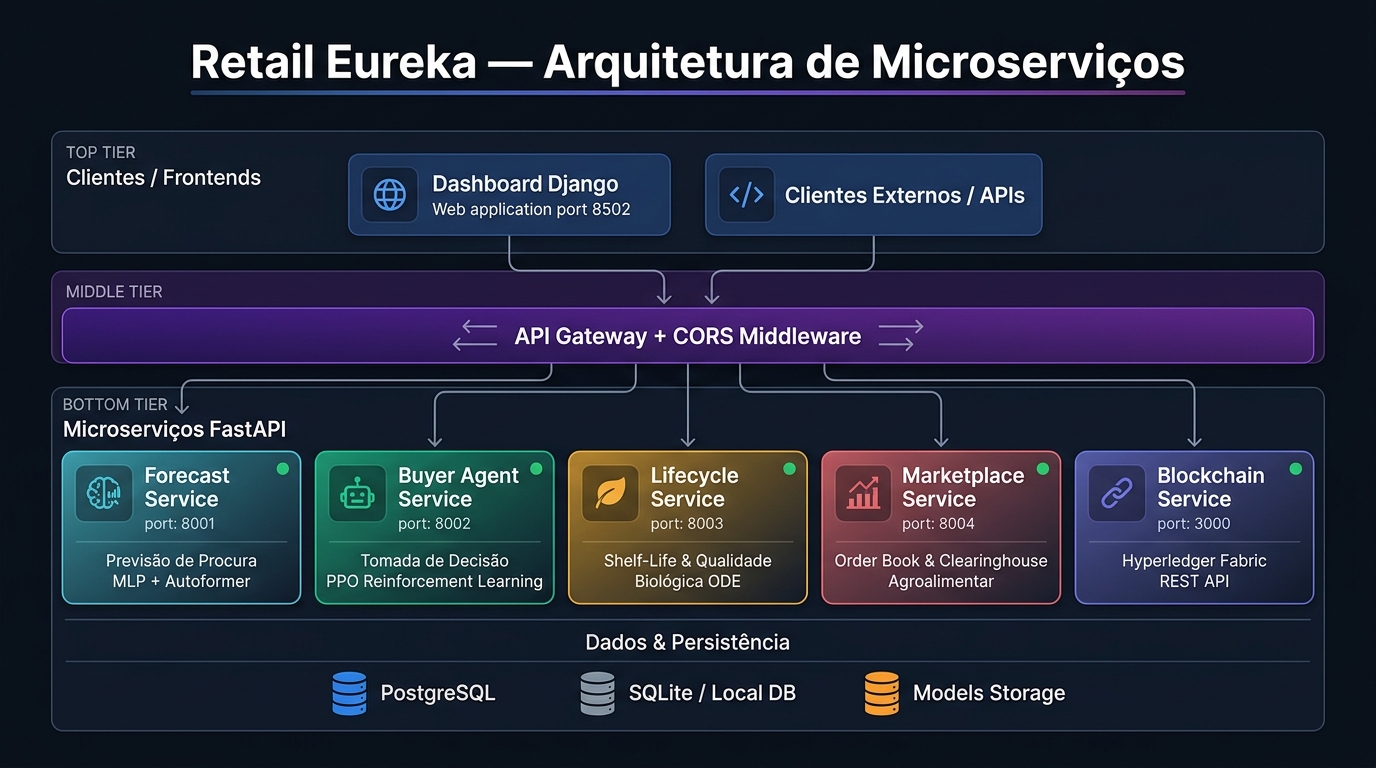 Retail Eureka — Arquitetura de Microserviços
TOP TIER
Clientes / Frontends
Dashboard Django
Web application port 8502
Clientes Externos / APIs
MIDDLE TIER
API Gateway + CORS Middleware
BOTTOM TIER
Microserviços FastAPI
Forecast
Service
port: 8001
Previsão de Procura
MLP + Autoformer
Buyer Agent
Service
port: 8002
Tomada de Decisão
PPO Reinforcement Learning
Lifecycle
Service
port: 8003
Shelf-Life & Qualidade
Biológica ODE
Marketplace
Service
port: 8004
Order Book & Clearinghouse
Agroalimentar
Blockchain
Service
port: 3000
Hyperledger Fabric
REST API
Dados & Persistência
PostgreSQL
SQLite / Local DB
Models Storage